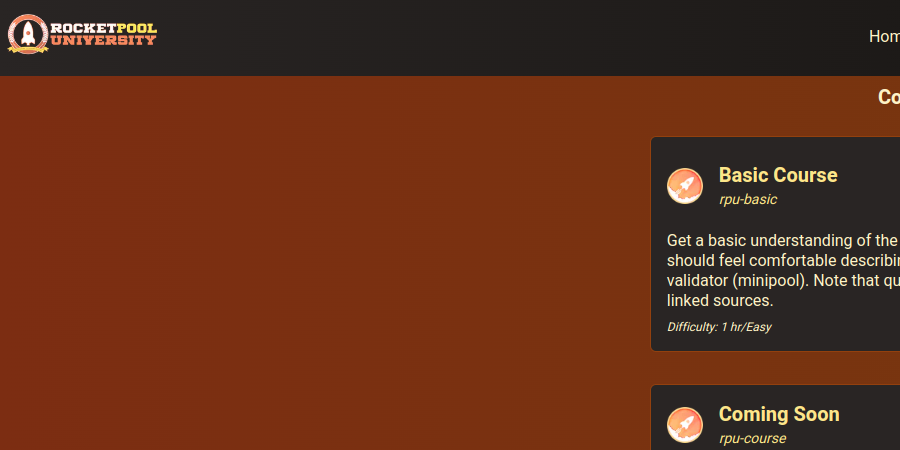 ROCKETPOOL
UNIVERSITY
Hom
Co
Basic Course
rpu-basic
Get a basic understanding of the
should feel comfortable describin
validator (minipool). Note that qu
linked sources.
Difficulty: 1 hr/Easy
Coming Soon
rpu-course